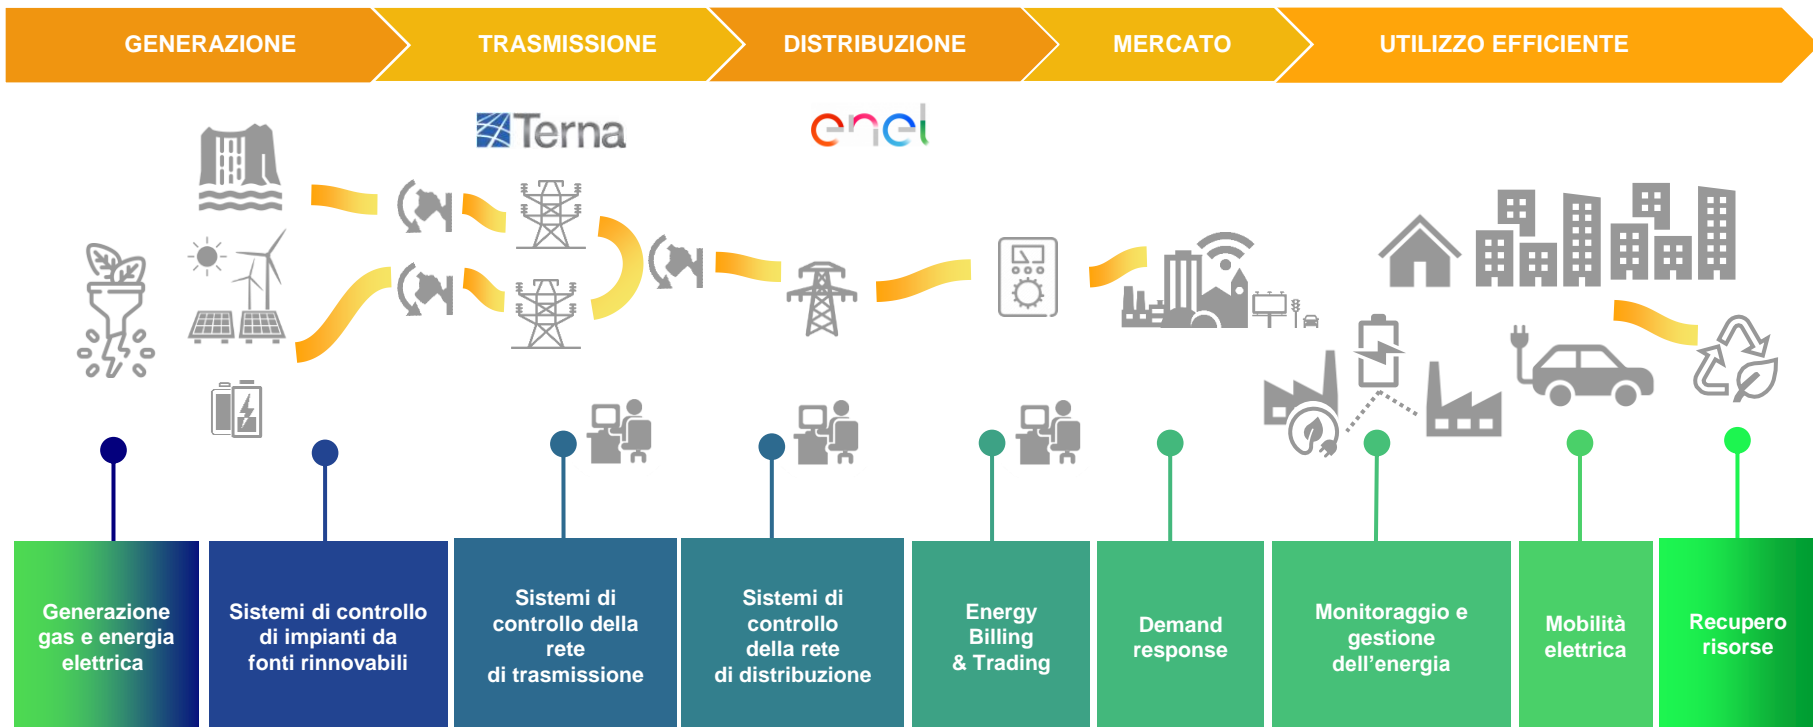 GENERAZIONE
TRASMISSIONE
DISTRIBUZIONE
MERCATO
UTILIZZO EFFICIENTE
Terna
enel
Generazione
gas e energia
elettrica
Sistemi di controllo
di impianti da
fonti rinnovabili
Sistemi di
controllo della
rete
di trasmissione
Sistemi di
controllo
della rete
di distribuzione
Energy
Billing
& Trading
Demand
response
Monitoraggio e
gestione
dell'energia
Mobilità
elettrica
Recupero
risorse